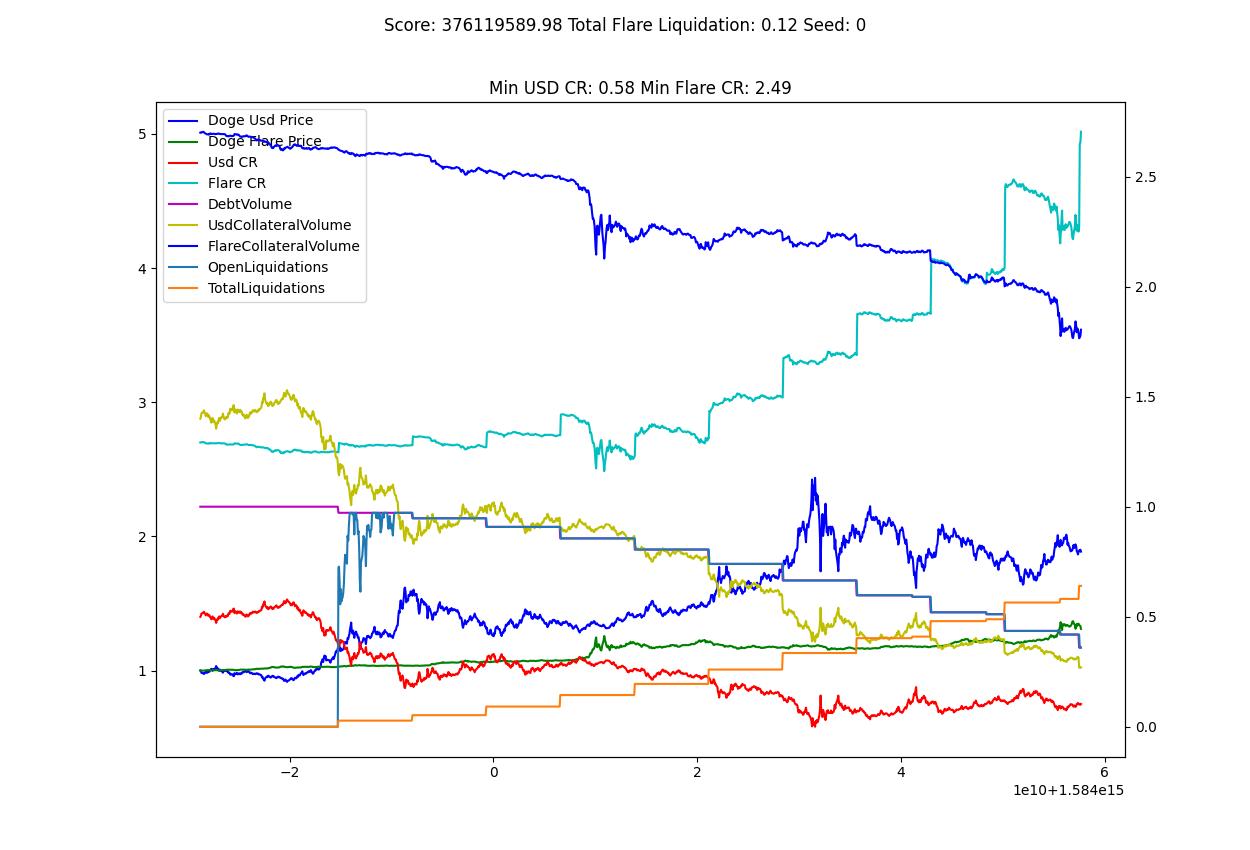 Score: 376119589.98 Total Flare Liquidation: 0.12 Seed: 0
Min USD CR: 0.58 Min Flare CR: 2.49
Doge Usd Price
Doge Flare Price
Usd CR
Flare CR
DebtVolume
UsdCollateralVolume
FlareCollateralVolume
OpenLiquidations
TotalLiquidations
5
4
3
2
1
2.5
2.0
1.5
1.0
0.5
0.0
−2 0 2 4 6
1e10+1.584e15